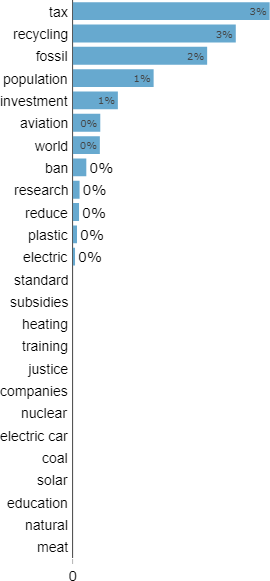 tax 3%
recycling 3%
fossil 2%
population 1%
investment 1%
aviation 0%
world 0%
ban 0%
research 0%
reduce 0%
plastic 0%
electric 0%
standard
subsidies
heating
training
justice
companies
nuclear
electric car
coal
solar
education
natural
meat
0